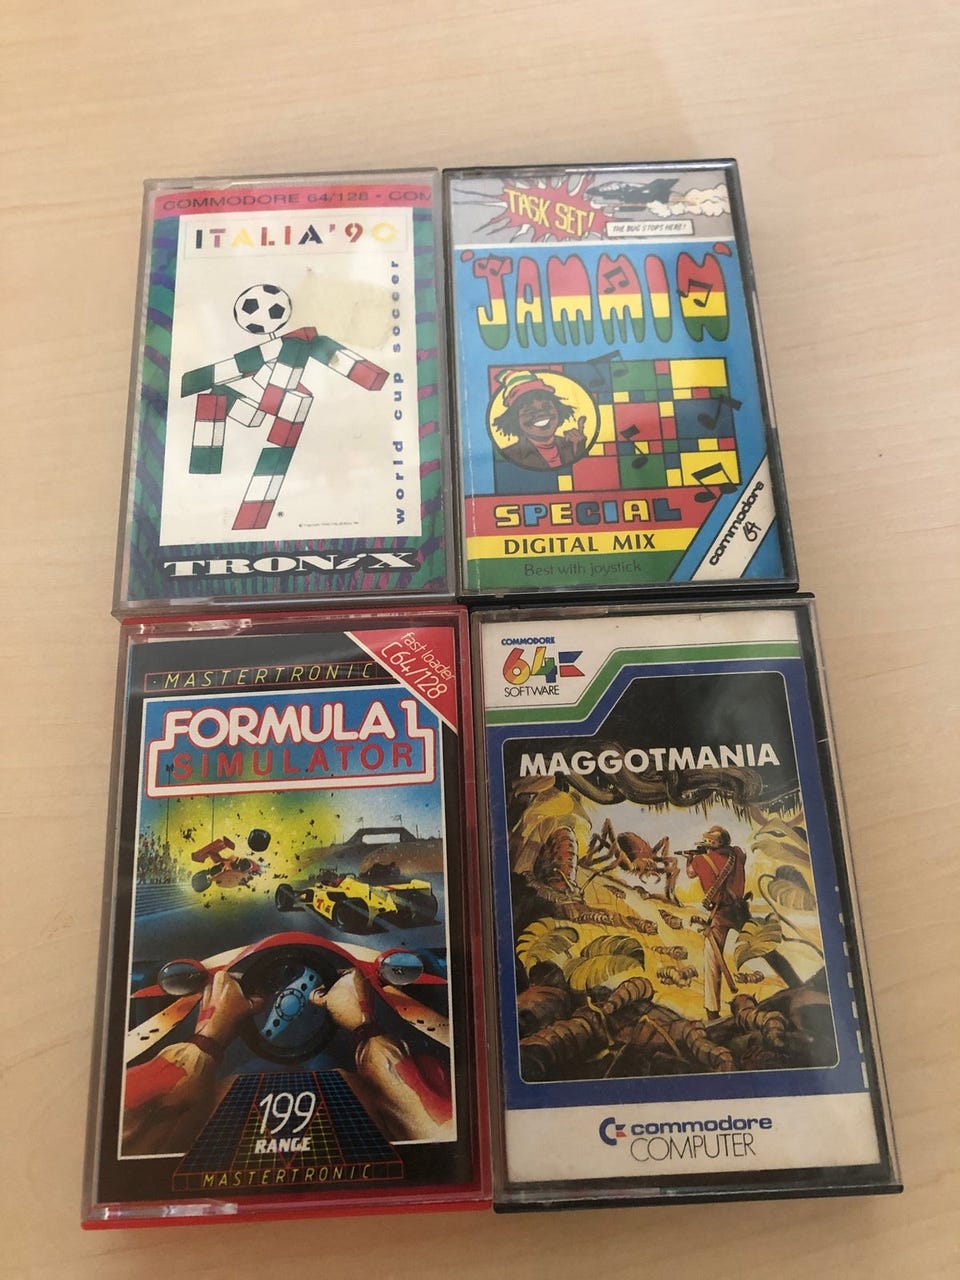 COMMODORE 64/128 - COM
ITALIA'90
world cup soccer
TRONiX
TASK SET!
THE BUG STOPS HERE!
'JAMMIN'
SPECIAL
DIGITAL MIX
Best with joystick
commodore
64
fast loader
C64/128
MASTERTRONIC
FORMULA 1
SIMULATOR
199
RANGE
MASTERTRONIC
COMMODORE
64
SOFTWARE
MAGGOTMANIA
commodore
COMPUTER